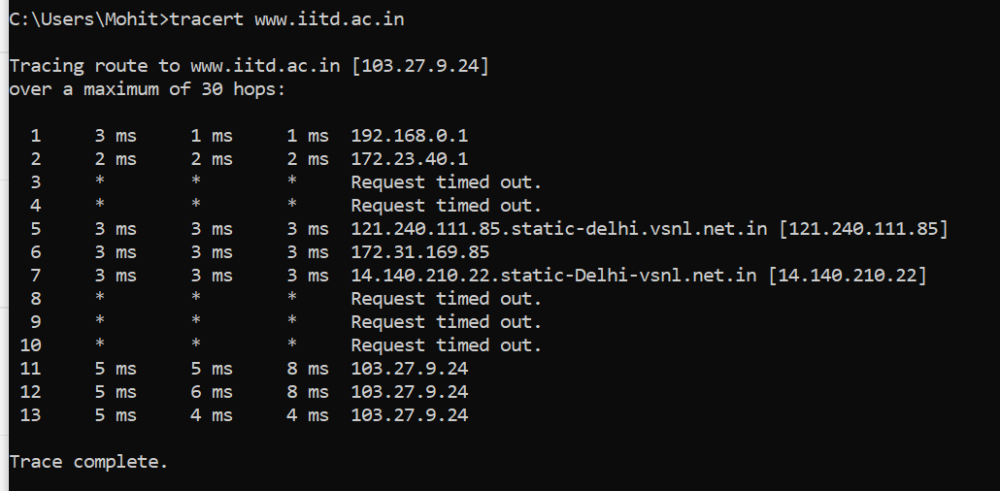 C:\Users\Mohit>tracert www.iitd.ac.in
Tracing route to www.iitd.ac.in [103.27.9.24]
over a maximum of 30 hops:
1 3 ms 1 ms 1 ms 192.168.0.1
2 2 ms 2 ms 2 ms 172.23.40.1
3 * * * Request timed out.
4 * * * Request timed out.
5 3 ms 3 ms 3 ms 121.240.111.85.static-delhi.vsnl.net.in [121.240.111.85]
6 3 ms 3 ms 3 ms 172.31.169.85
7 3 ms 3 ms 3 ms 14.140.210.22.static-Delhi-vsnl.net.in [14.140.210.22]
8 * * * Request timed out.
9 * * * Request timed out.
10 * * * Request timed out.
11 5 ms 5 ms 8 ms 103.27.9.24
12 5 ms 6 ms 8 ms 103.27.9.24
13 5 ms 4 ms 4 ms 103.27.9.24
Trace complete.